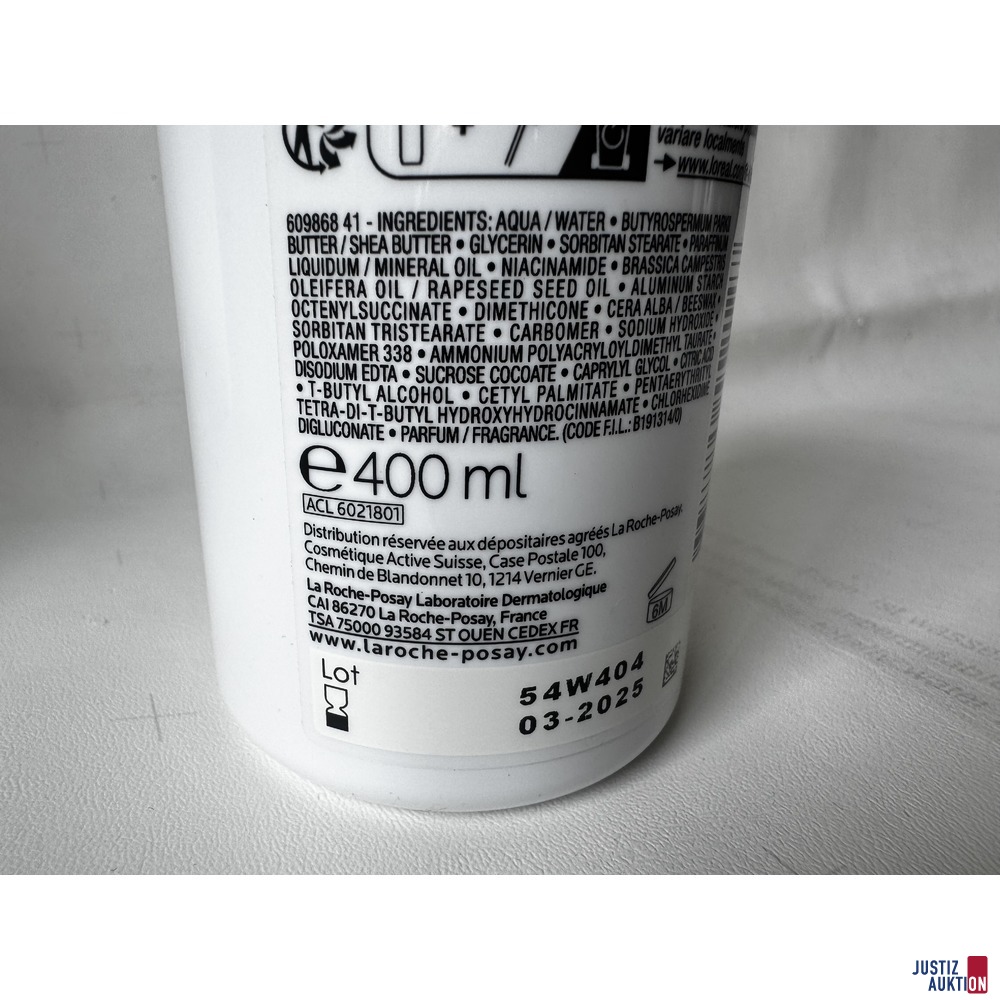 variare localmente
www.loreal.com/
609868 41 - INGREDIENTS: AQUA / WATER • BUTYROSPERMUM PARKII
BUTTER / SHEA BUTTER • GLYCERIN • SORBITAN STEARATE • PARAFFINUM
LIQUIDUM / MINERAL OIL • NIACINAMIDE • BRASSICA CAMPESTRIS
OLEIFERA OIL / RAPESEED SEED OIL • ALUMINUM STARCH
OCTENYLSUCCINATE • DIMETHICONE • CERA ALBA / BEESWAX •
SORBITAN TRISTEARATE • CARBOMER • SODIUM HYDROXIDE •
POLOXAMER 338 • AMMONIUM POLYACRYLOYLDIMETHYL TAURATE •
DISODIUM EDTA • SUCROSE COCOATE • CAPRYLYL GLYCOL • CITRIC ACID
• T-BUTYL ALCOHOL • CETYL PALMITATE • PENTAERYTHRITYL
TETRA-DI-T-BUTYL HYDROXYHYDROCINNAMATE • CHLORHEXIDINE
DIGLUCONATE • PARFUM / FRAGRANCE. (CODE F.I.L.: B191314/0)
e 400 ml
ACL 6021801
Distribution réservée aux dépositaires agréés La Roche-Posay.
Cosmétique Active Suisse, Case Postale 100,
Chemin de Blandonnet 10, 1214 Vernier GE.
La Roche-Posay Laboratoire Dermatologique
CAI 86270 La Roche-Posay, France
TSA 75000 93584 ST OUEN CEDEX FR
www.laroche-posay.com
6M
Lot
54W404
03-2025
JUSTIZ
AUKTION